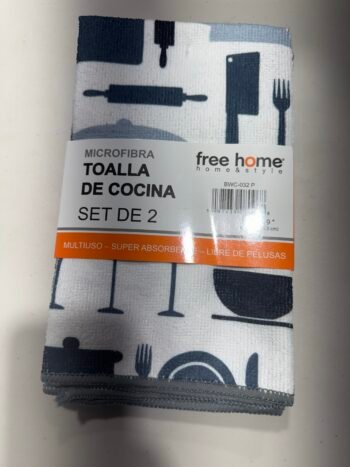 MICROFIBRA
TOALLA
DE COCINA
SET DE 2
free home
home & style
BWC-032 P
MULTIUSO – SUPER ABSORBENTE – LIBRE DE PELUSAS